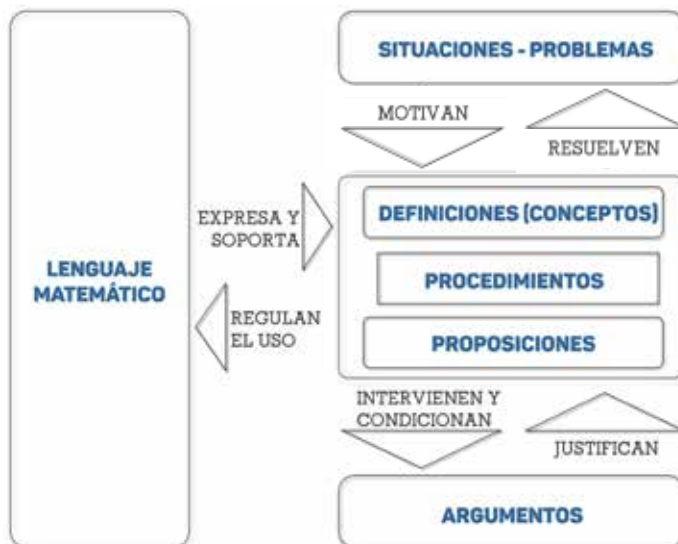 SITUACIONES - PROBLEMAS
MOTIVAN
RESUELVEN
EXPRESA Y
SOPORTA
DEFINICIONES (CONCEPTOS)
LENGUAJE
MATEMÁTICO
PROCEDIMIENTOS
REGULAN
EL USO
PROPOSICIONES
INTERVIENEN Y
CONDICIONAN
JUSTIFICAN
ARGUMENTOS